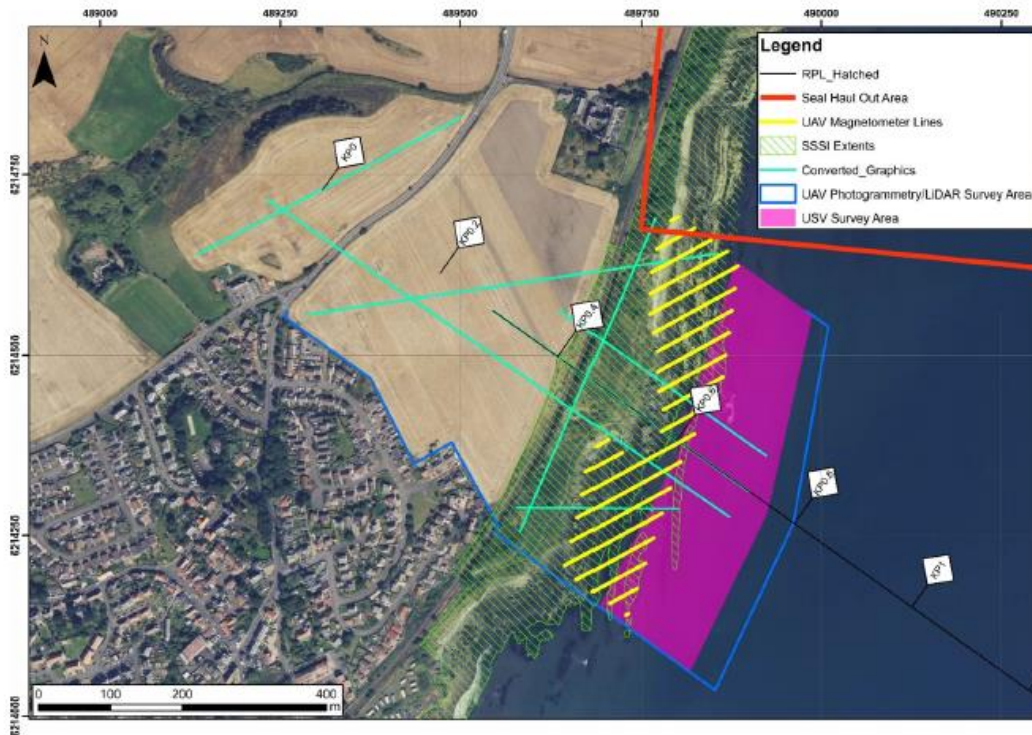 489000 489250 489500 489750 490000 490250
N
Legend
RPL_Hatched
Seal Haul Out Area
UAV Magnetometer Lines
SSSI Extents
Converted_Graphics
UAV Photogrammetry/LiDAR Survey Area
USV Survey Area
6214750
KP0
KP0.2
KP0.4
6214500
KP0.6
KP0.8
6214250
KP1
0 100 200 400
m
6214000